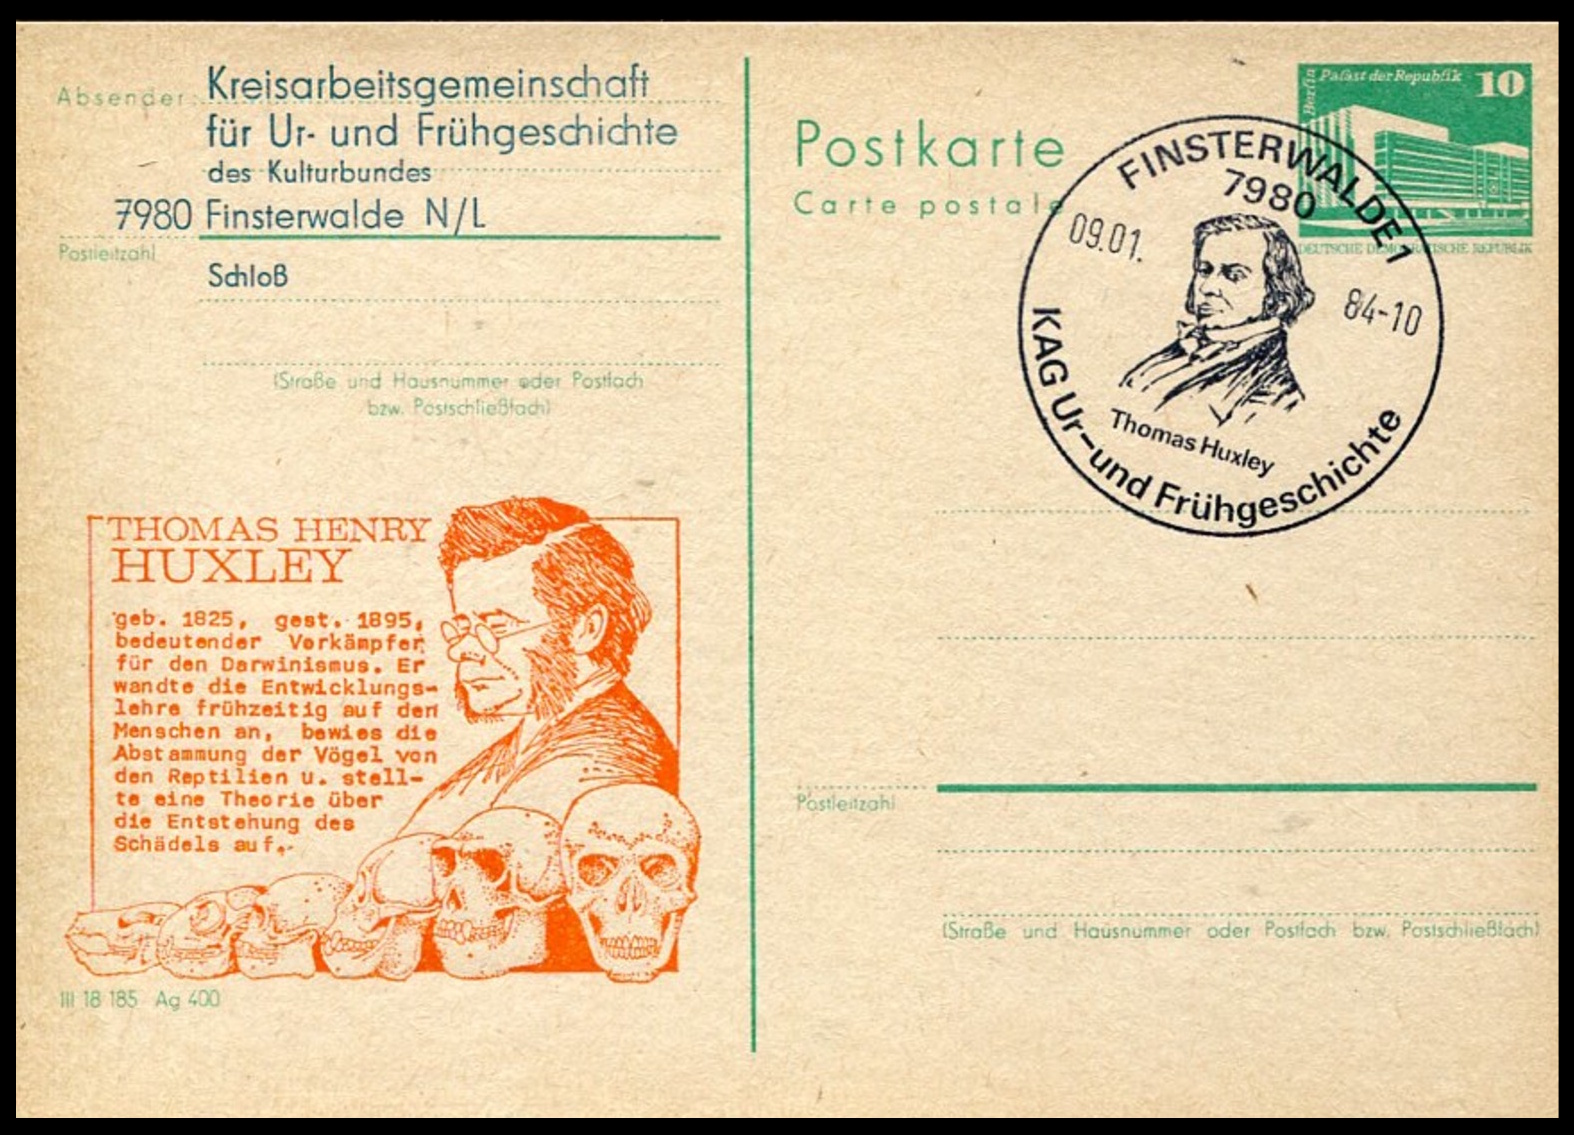 Absender:
Kreisarbeitsgemeinschaft
für Ur- und Frühgeschichte
des Kulturbundes
7980 Finsterwalde N/L
Postleitzahl
Schloß
(Straße und Hausnummer oder Postfach
bzw. Postschließfach)
THOMAS HENRY
HUXLEY
geb. 1825, gest. 1895,
bedeutender Vorkämpfer
für den Darwinismus. Er
wandte die Entwicklungs-
lehre frühzeitig auf den
Menschen an, bewies die
Abstammung der Vögel von
den Reptilien u. stell-
te eine Theorie über
die Entstehung des
Schädels auf.
III 18 185 Ag 400
Postkarte
Carte postale
Berlin
Palast der Republik
10
DEUTSCHE DEMOKRATISCHE REPUBLIK
FINSTERWALDE 1
7980
09.01.
84-10
Thomas Huxley
KAG Ur- und Frühgeschichte
Postleitzahl
(Straße und Hausnummer oder Postfach bzw. Postschließfach)